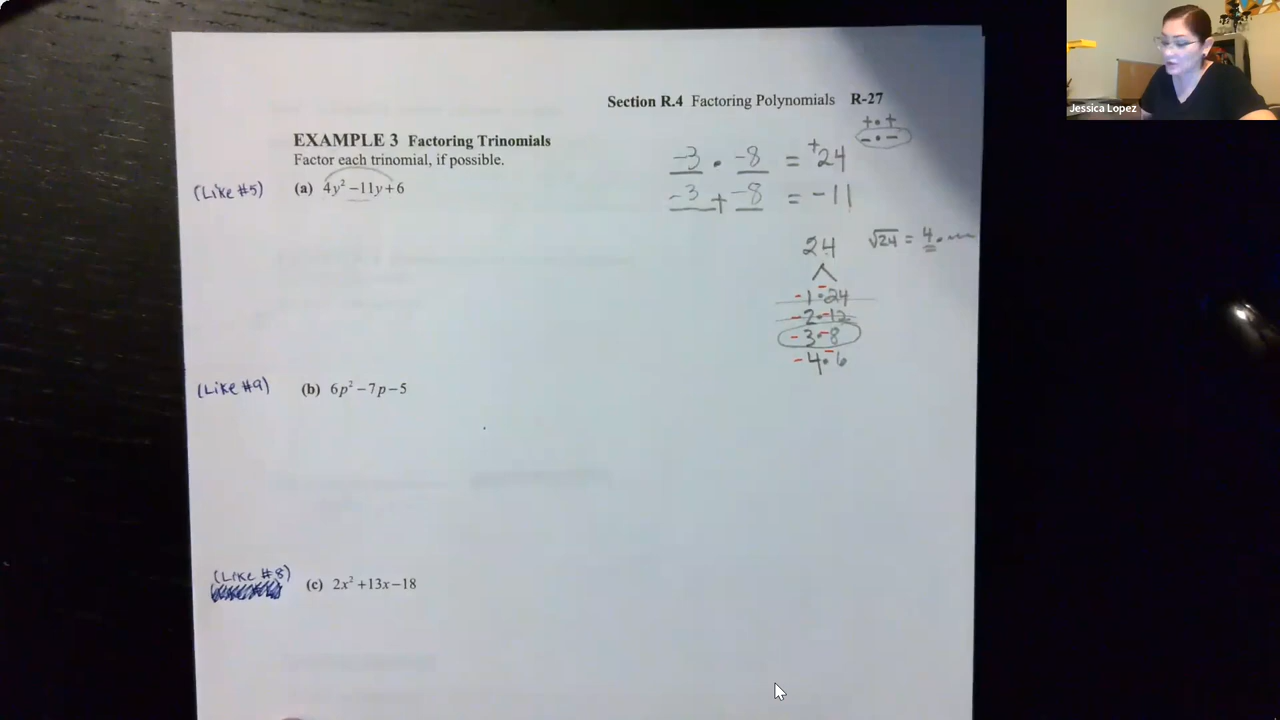 Jessica Lopez
Section R.4 Factoring Polynomials R-27
+ • +
- • -
EXAMPLE 3 Factoring Trinomials
Factor each trinomial, if possible.
-3 • -8 = +24
(Like #5) (a) 4y² −11y+6
-3 + -8 = -11
24 √24 = 4.
-1•-24
-2•-12
-3•-8
-4•-6
(Like #9) (b) 6p² −7p−5
(Like #8)
(c) 2x² +13x−18